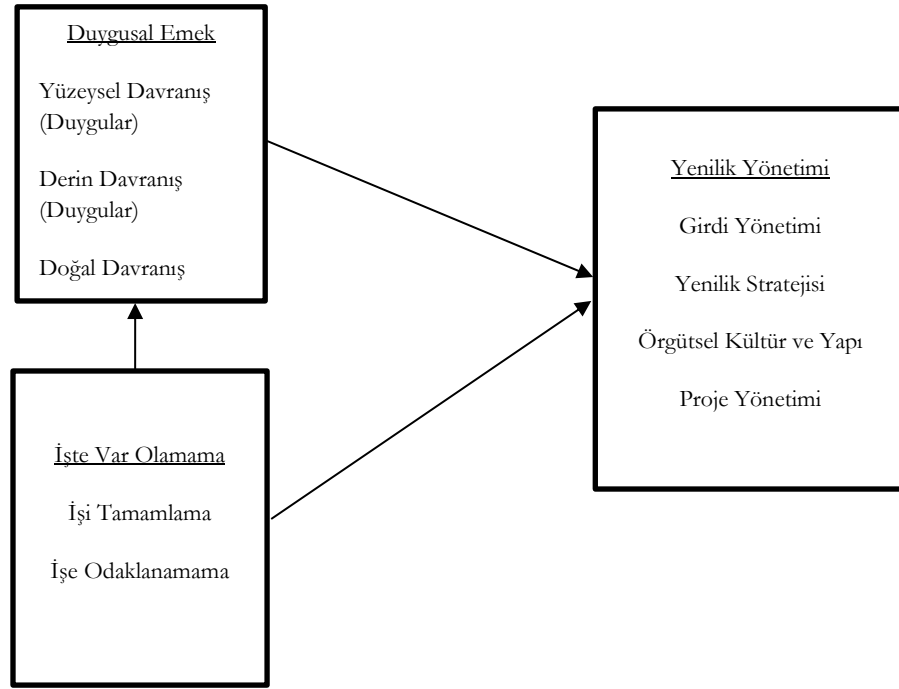 Duygusal Emek
Yüzeysel Davranış
(Duygular)
Derin Davranış
(Duygular)
Doğal Davranış
İşte Var Olamama
İşi Tamamlama
İşe Odaklanamama
Yenilik Yönetimi
Girdi Yönetimi
Yenilik Stratejisi
Örgütsel Kültür ve Yapı
Proje Yönetimi